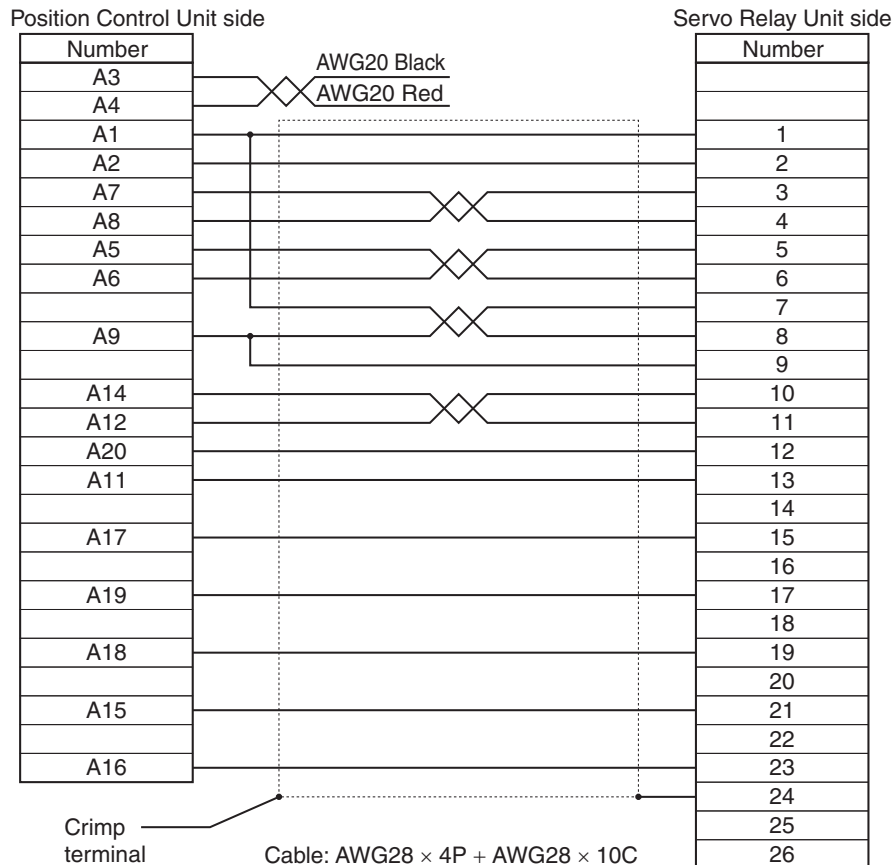 Position Control Unit side
Servo Relay Unit side
Number
Number
A3
AWG20 Black
A4
AWG20 Red
A1
1
A2
2
A7
3
A8
4
A5
5
A6
6
7
A9
8
9
A14
10
A12
11
A20
12
A11
13
14
A17
15
16
A19
17
18
A18
19
20
A15
21
22
A16
23
24
25
26
Crimp
terminal
Cable: AWG28 × 4P + AWG28 × 10C